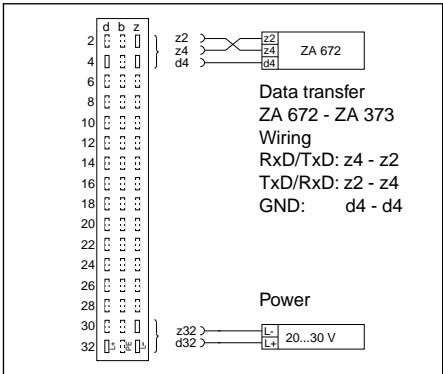 d b z
2
4
6
8
10
12
14
16
18
20
22
24
26
28
30
32 L+ PE L-
z2 z2
z4 z4
d4 d4
ZA 672
Data transfer
ZA 672 - ZA 373
Wiring
RxD/TxD: z4 - z2
TxD/RxD: z2 - z4
GND: d4 - d4
Power
z32 L-
d32 L+
20...30 V